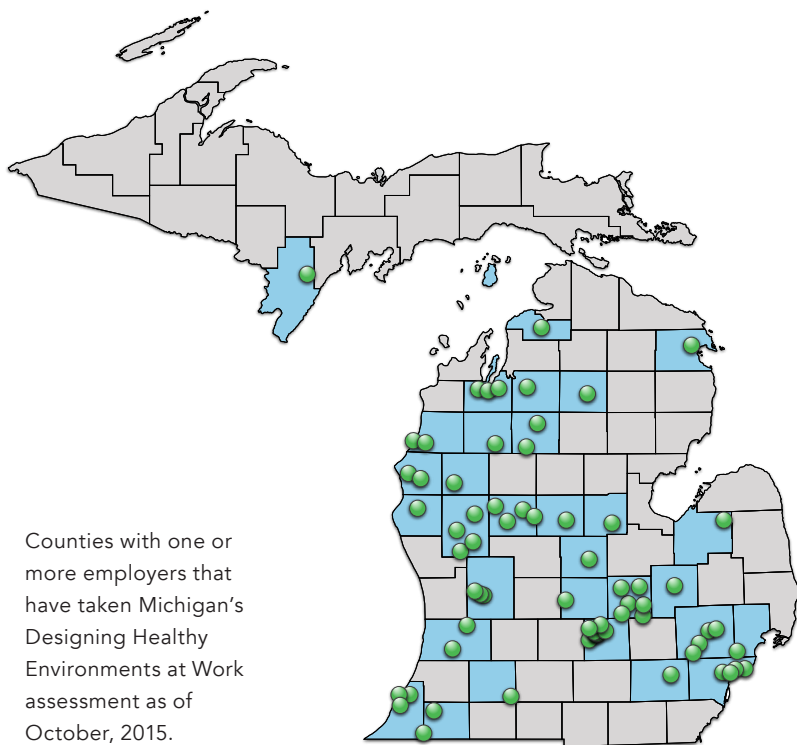 Counties with one or
more employers that
have taken Michigan’s
Designing Healthy
Environments at Work
assessment as of
October, 2015.